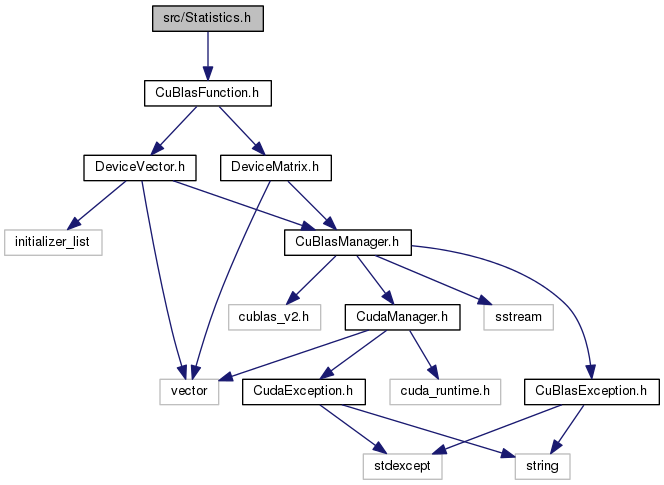 src/Statistics.h
CuBlasFunction.h
DeviceVector.h
DeviceMatrix.h
initializer_list
CuBlasManager.h
cublas_v2.h
CudaManager.h
sstream
vector
CudaException.h
cuda_runtime.h
CuBlasException.h
stdexcept
string